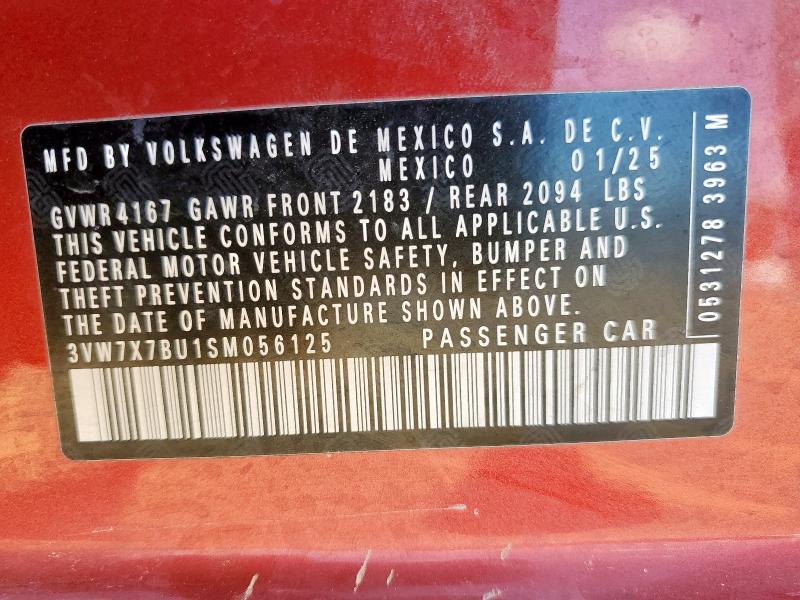 MFD BY VOLKSWAGEN DE MEXICO S.A. DE C.V.
MEXICO 01/25
GVWR 4167 GAWR FRONT 2183 / REAR 2094 LBS
THIS VEHICLE CONFORMS TO ALL APPLICABLE U.S.
FEDERAL MOTOR VEHICLE SAFETY, BUMPER AND
THEFT PREVENTION STANDARDS IN EFFECT ON
THE DATE OF MANUFACTURE SHOWN ABOVE.
3VW7X7BU1SM056125 PASSENGER CAR
0531278 3963 M